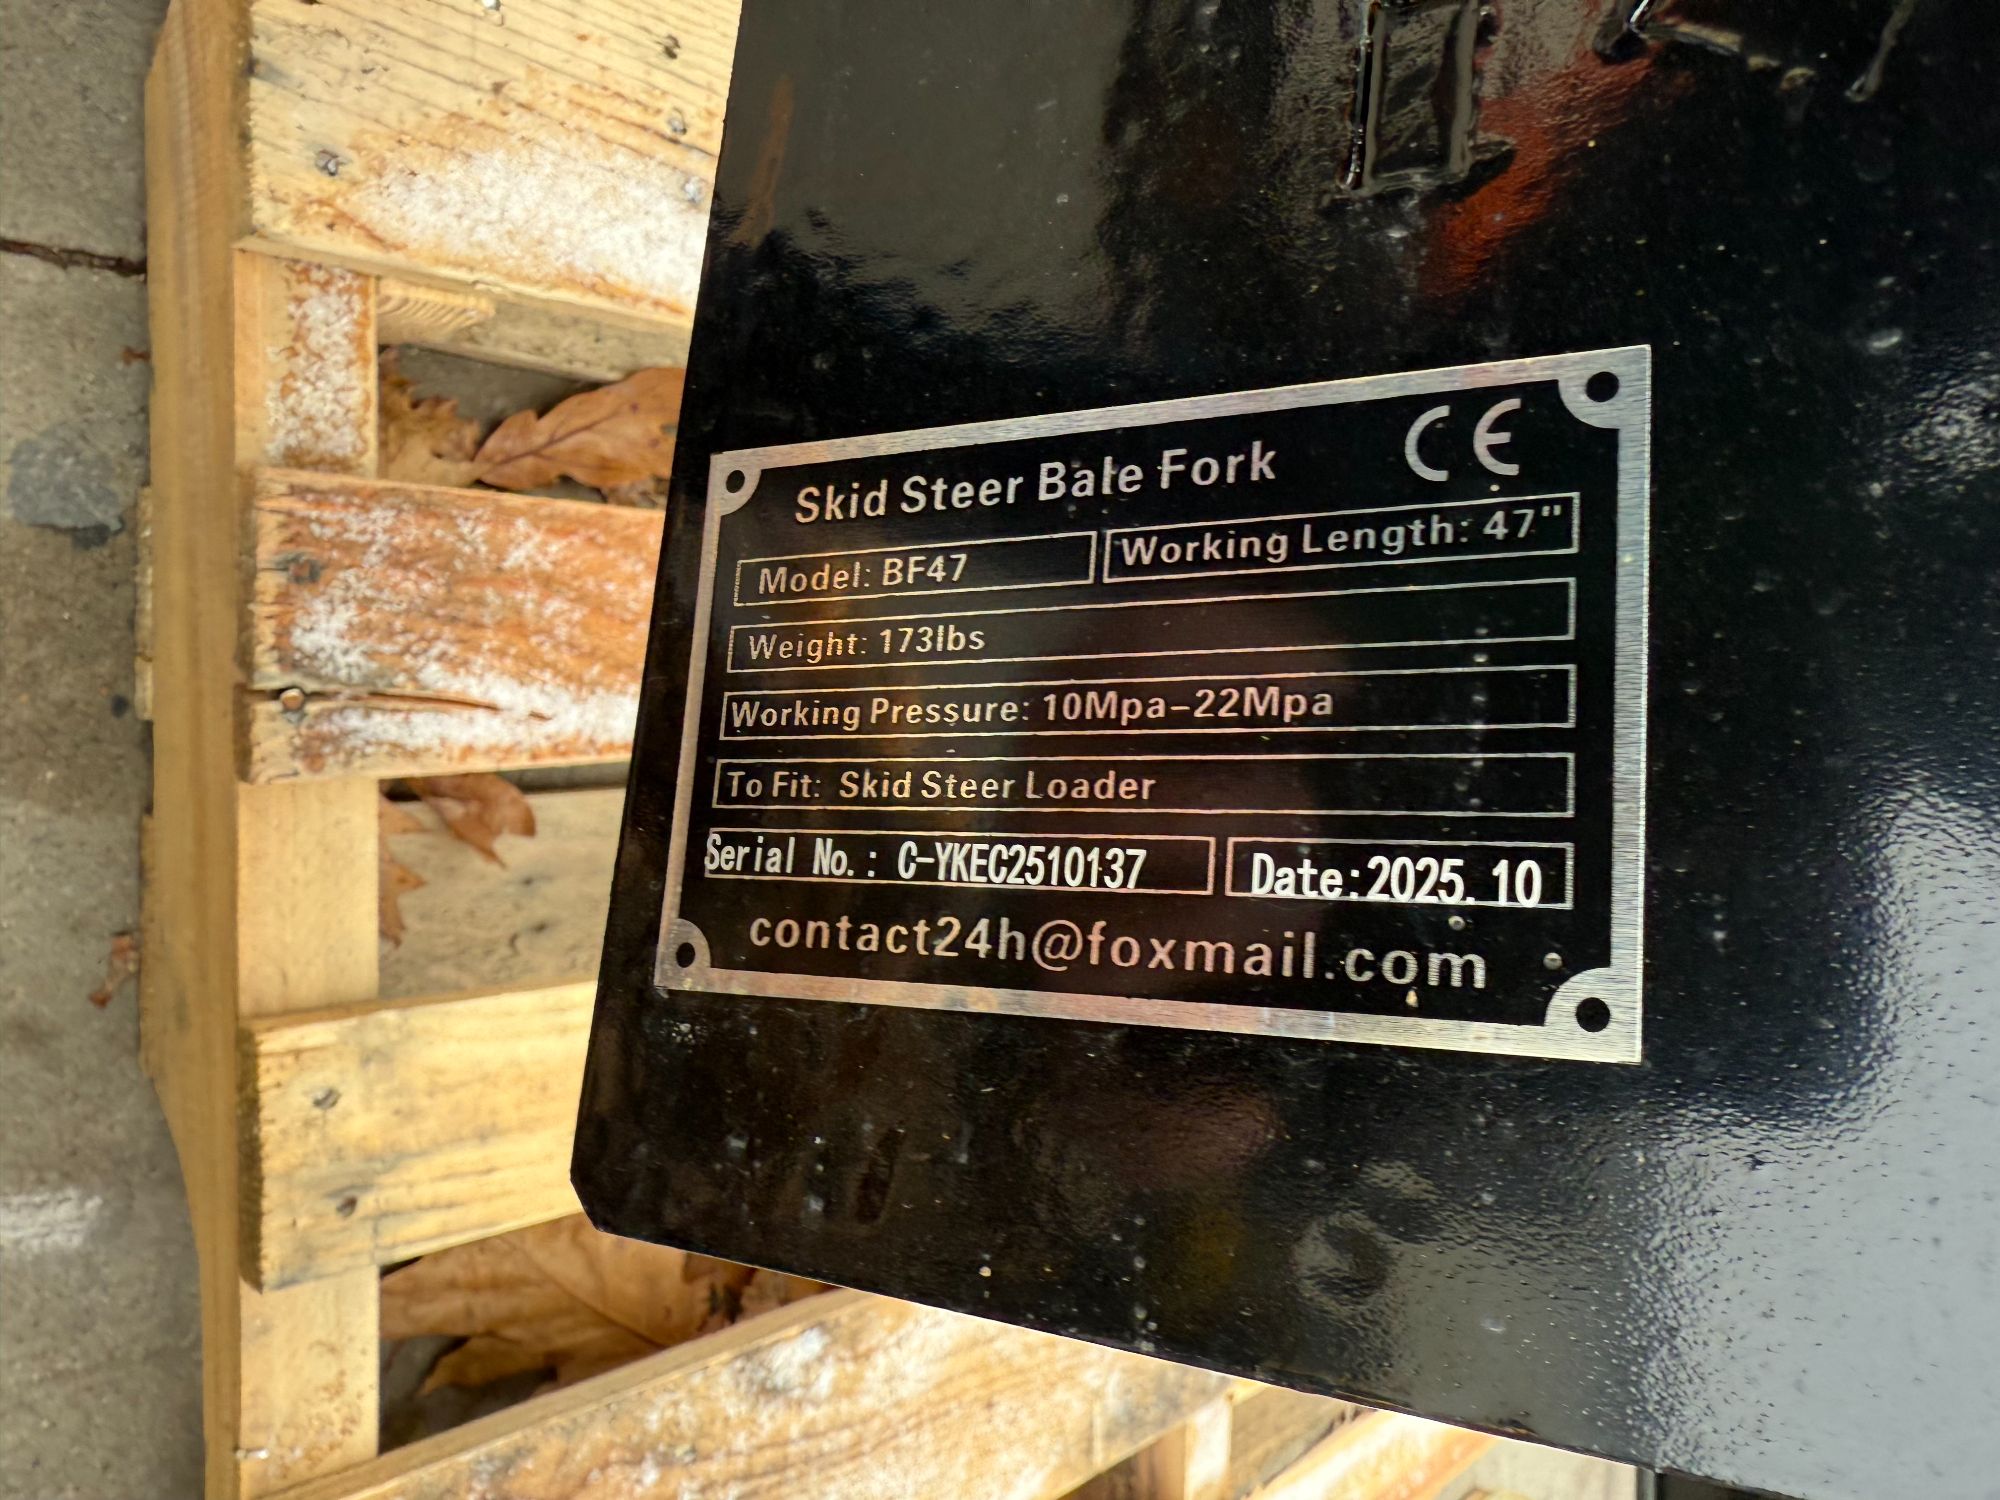 Skid Steer Bale Fork CE
Model: BF47 Working Length: 47"
Weight: 173lbs
Working Pressure: 10Mpa-22Mpa
To Fit: Skid Steer Loader
Serial No.: C-YKEC2510137 Date:2025.10
contact24h@foxmail.com